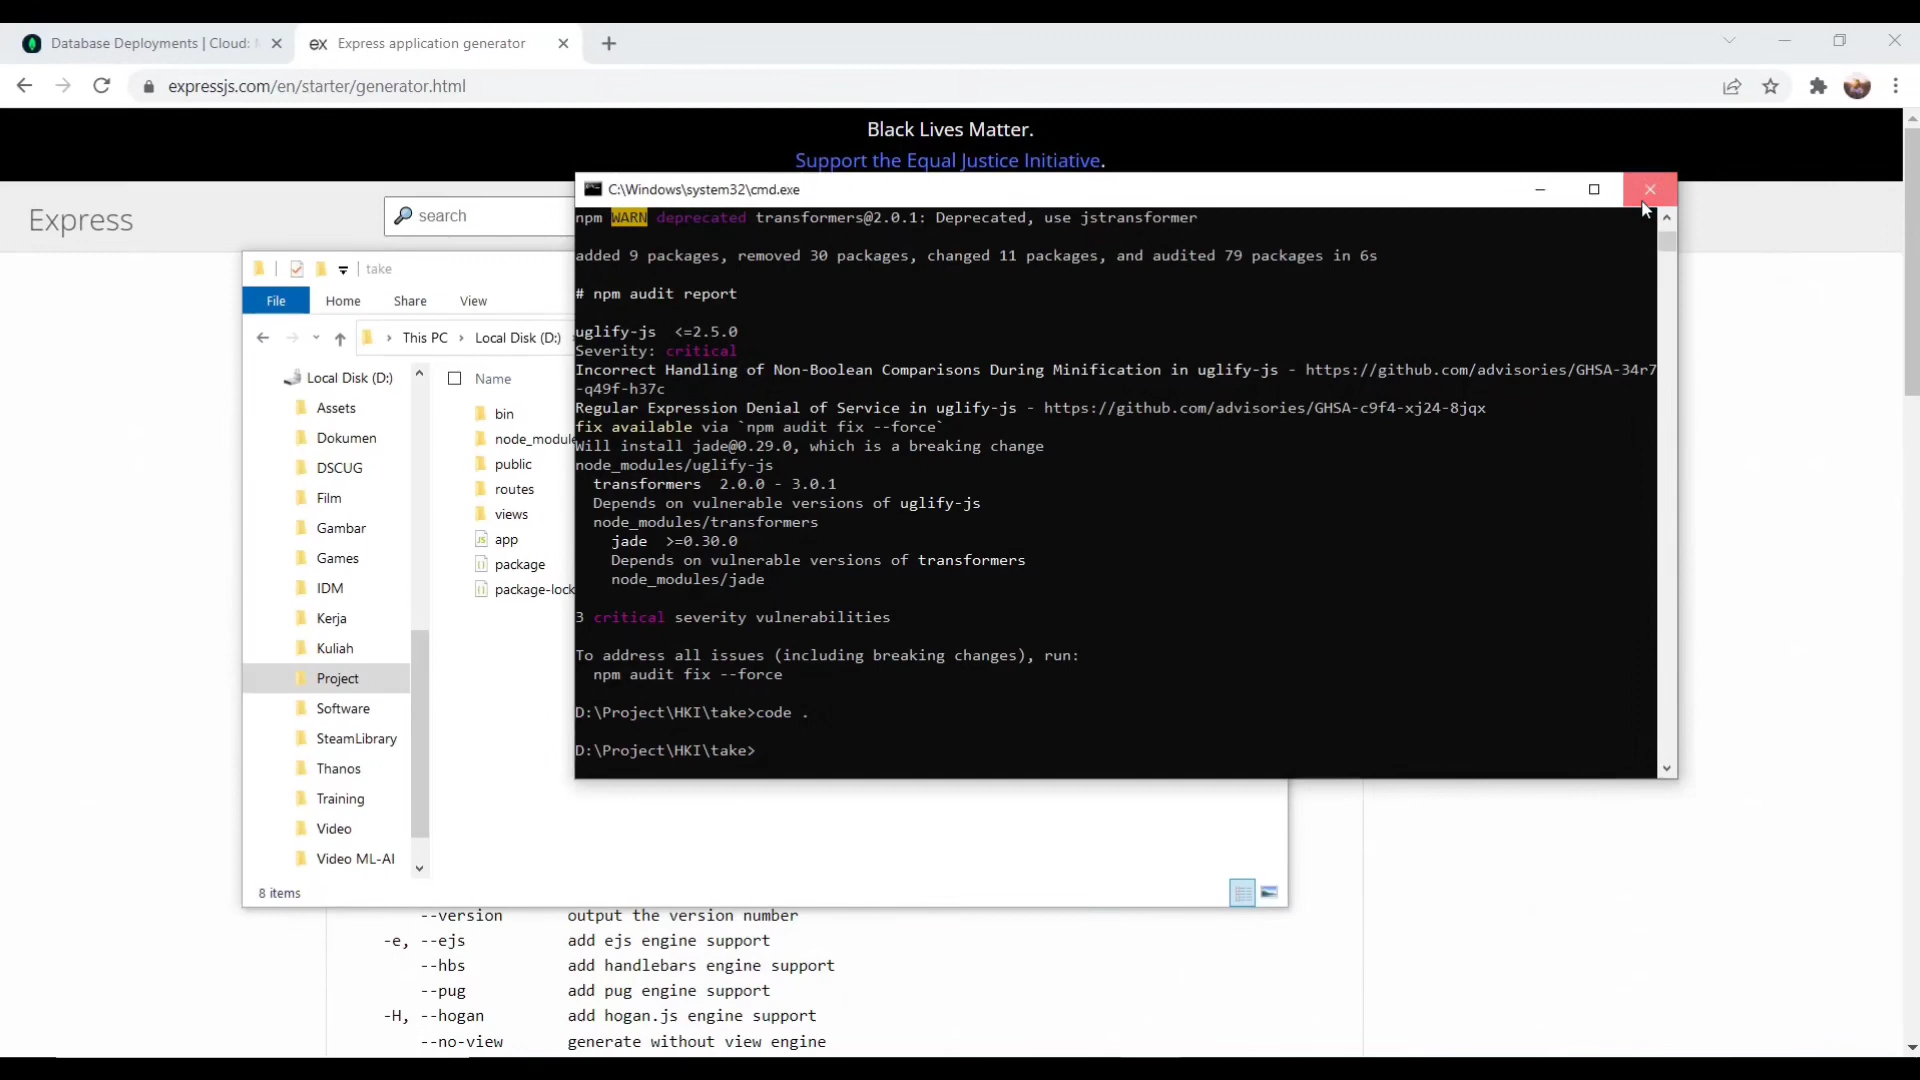 Database Deployments | Cloud:
ex Express application generator
expressjs.com/en/starter/generator.html
Black Lives Matter.
Support the Equal Justice Initiative.
Express
search
C:\Windows\system32\cmd.exe
npm WARN deprecated transformers@2.0.1: Deprecated, use jstransformer
added 9 packages, removed 30 packages, changed 11 packages, and audited 79 packages in 6s
# npm audit report
uglify-js  <=2.5.0
Severity: critical
Incorrect Handling of Non-Boolean Comparisons During Minification in uglify-js - https://github.com/advisories/GHSA-34r7
-q49f-h37c
Regular Expression Denial of Service in uglify-js - https://github.com/advisories/GHSA-c9f4-xj24-8jqx
fix available via `npm audit fix --force`
Will install jade@0.29.0, which is a breaking change
node_modules/uglify-js
transformers  2.0.0 - 3.0.1
Depends on vulnerable versions of uglify-js
node_modules/transformers
jade  >=0.30.0
Depends on vulnerable versions of transformers
node_modules/jade
3 critical severity vulnerabilities
To address all issues (including breaking changes), run:
npm audit fix --force
D:\Project\HKI\take>code .
D:\Project\HKI\take>
take
File Home Share View
This PC > Local Disk (D:)
Local Disk (D:)
Assets
Dokumen
DSCUG
Film
Gambar
Games
IDM
Kerja
Kuliah
Project
Software
SteamLibrary
Thanos
Training
Video
Video ML-AI
Name
bin
node_module
public
routes
views
app
package
package-lock
8 items
--version output the version number
-e, --ejs add ejs engine support
--hbs add handlebars engine support
--pug add pug engine support
-H, --hogan add hogan.js engine support
--no-view generate without view engine